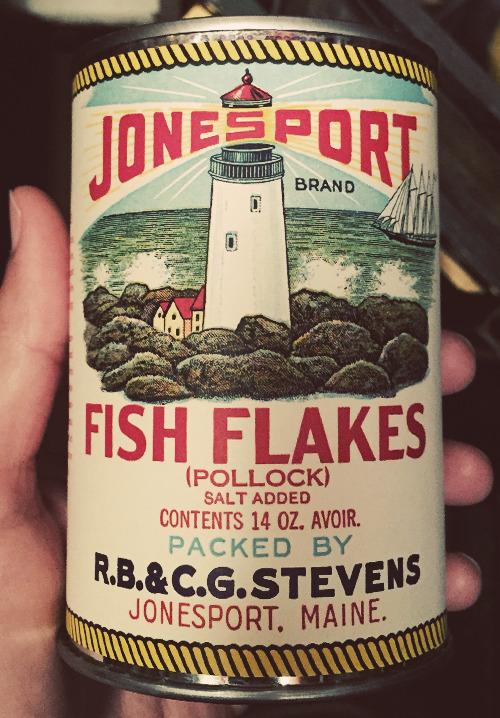 JONESPORT
BRAND
FISH FLAKES
(POLLOCK)
SALT ADDED
CONTENTS 14 OZ. AVOIR.
PACKED BY
R.B.&C.G.STEVENS
JONESPORT, MAINE.